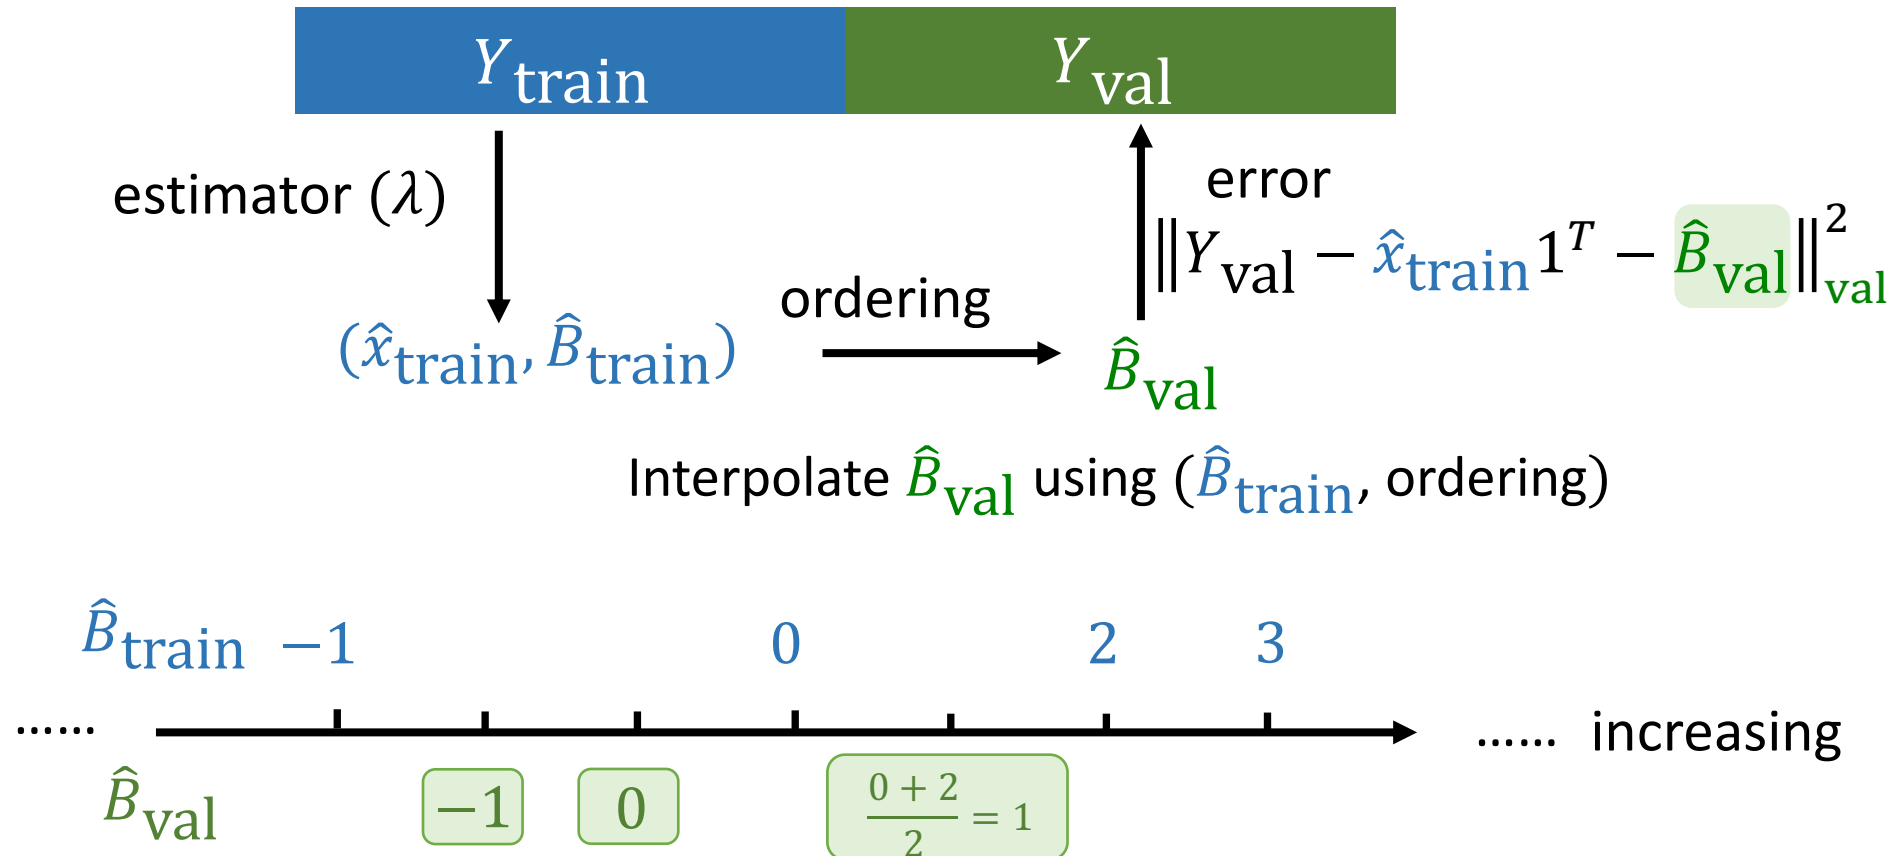 Y_train Y_val
estimator (λ)
error
‖Y_val − x̂_train 1^T − B̂_val‖²_val
ordering
(x̂_train, B̂_train)
B̂_val
Interpolate B̂_val using (B̂_train, ordering)
B̂_train −1 0 2 3
...... ...... increasing
B̂_val −1 0 (0 + 2)/2 = 1